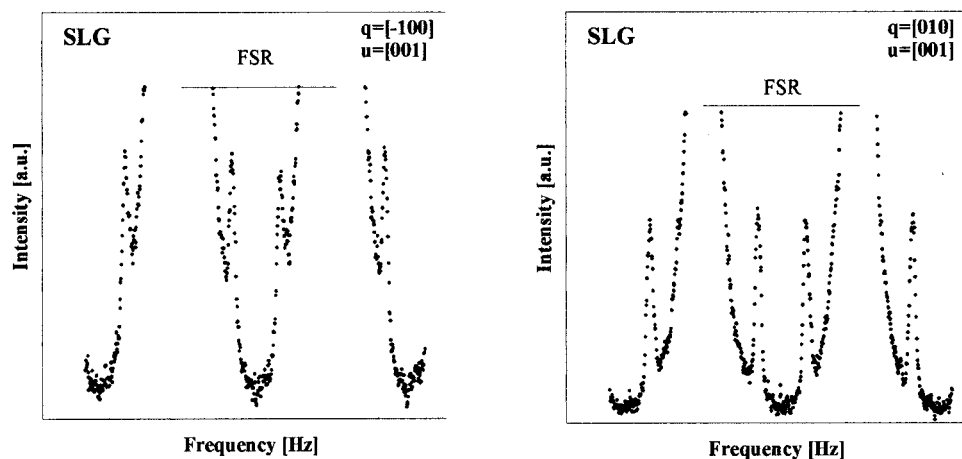 SLG
q=[-100]
u=[001]
FSR
Intensity [a.u.]
Frequency [Hz]
SLG
q=[010]
u=[001]
FSR
Intensity [a.u.]
Frequency [Hz]